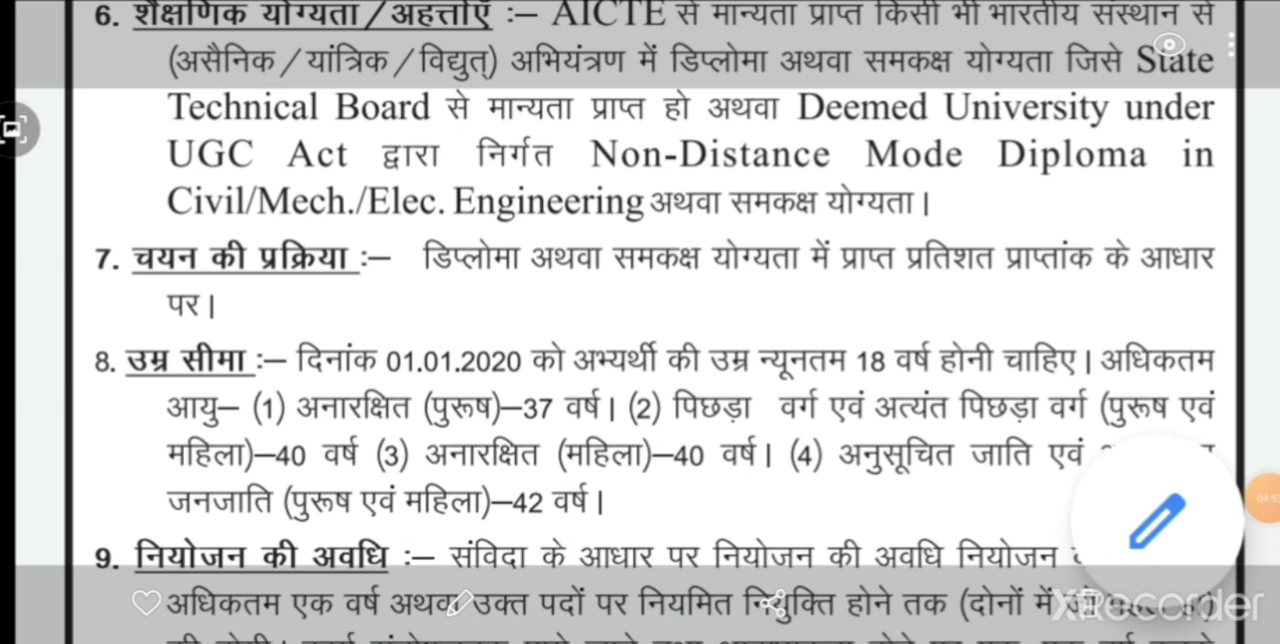 6. शैक्षणिक योग्यता/अहर्त्ताएँ :— AICTE से मान्यता प्राप्त किसी भी भारतीय संस्थान से
(असैनिक/यांत्रिक/विद्युत्) अभियंत्रण में डिप्लोमा अथवा समकक्ष योग्यता जिसे State
Technical Board से मान्यता प्राप्त हो अथवा Deemed University under
UGC Act द्वारा निर्गत Non-Distance Mode Diploma in
Civil/Mech./Elec. Engineering अथवा समकक्ष योग्यता।
7. चयन की प्रक्रिया :— डिप्लोमा अथवा समकक्ष योग्यता में प्राप्त प्रतिशत प्राप्तांक के आधार
पर।
8. उम्र सीमा :— दिनांक 01.01.2020 को अभ्यर्थी की उम्र न्यूनतम 18 वर्ष होनी चाहिए। अधिकतम
आयु— (1) अनारक्षित (पुरूष)—37 वर्ष। (2) पिछड़ा वर्ग एवं अत्यंत पिछड़ा वर्ग (पुरूष एवं
महिला)—40 वर्ष (3) अनारक्षित (महिला)—40 वर्ष। (4) अनुसूचित जाति एवं
जनजाति (पुरूष एवं महिला)—42 वर्ष।
04:53
9. नियोजन की अवधि :— संविदा के आधार पर नियोजन की अवधि नियोजन
अधिकतम एक वर्ष अथवा उक्त पदों पर नियमित नियुक्ति होने तक (दोनों में
XRecorder